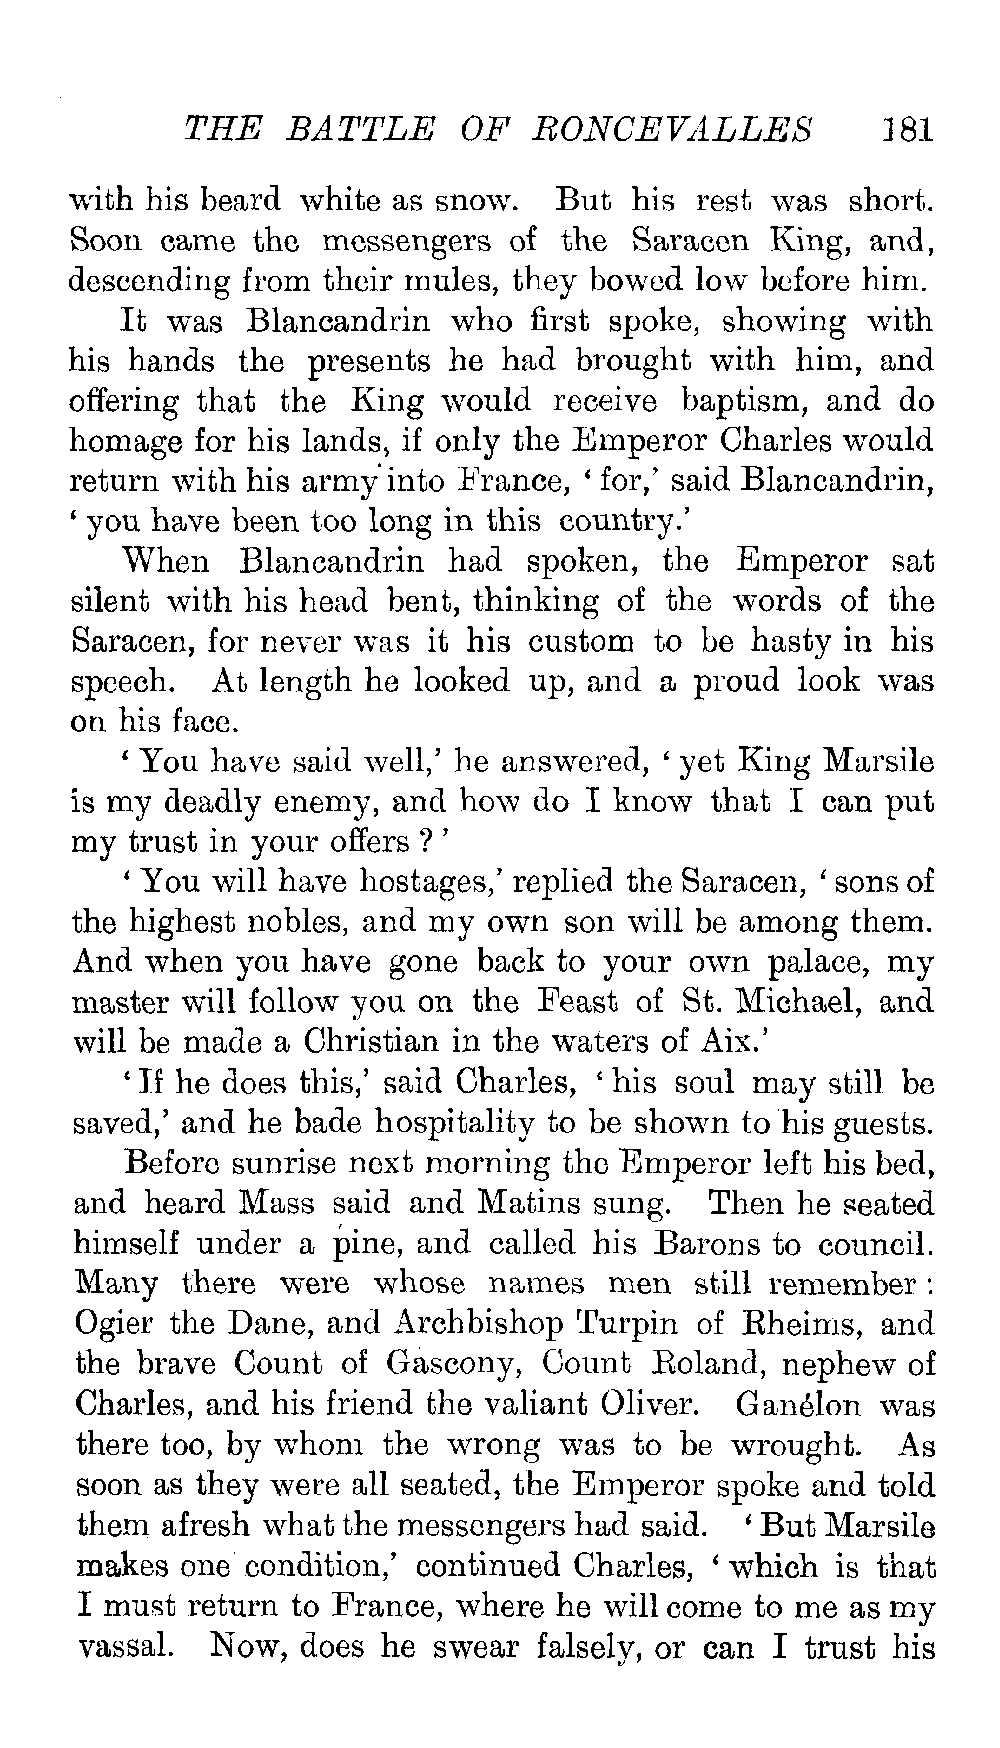 THE BATTLE OF RONCEVALLES 181
with his beard white as snow. But his rest was short.
Soon came the messengers of the Saracen King, and,
descending from their mules, they bowed low before him.
It was Blancandrin who first spoke, showing with
his hands the presents he had brought with him, and
offering that the King would receive baptism, and do
homage for his lands, if only the Emperor Charles would
return with his army into France, ‘ for,’ said Blancandrin,
‘ you have been too long in this country.’
When Blancandrin had spoken, the Emperor sat
silent with his head bent, thinking of the words of the
Saracen, for never was it his custom to be hasty in his
speech. At length he looked up, and a proud look was
on his face.
‘ You have said well,’ he answered, ‘ yet King Marsile
is my deadly enemy, and how do I know that I can put
my trust in your offers ? ’
‘ You will have hostages,’ replied the Saracen, ‘ sons of
the highest nobles, and my own son will be among them.
And when you have gone back to your own palace, my
master will follow you on the Feast of St. Michael, and
will be made a Christian in the waters of Aix.’
‘ If he does this,’ said Charles, ‘ his soul may still be
saved,’ and he bade hospitality to be shown to his guests.
Before sunrise next morning the Emperor left his bed,
and heard Mass said and Matins sung. Then he seated
himself under a pine, and called his Barons to council.
Many there were whose names men still remember :
Ogier the Dane, and Archbishop Turpin of Rheims, and
the brave Count of Gascony, Count Roland, nephew of
Charles, and his friend the valiant Oliver. Ganélon was
there too, by whom the wrong was to be wrought. As
soon as they were all seated, the Emperor spoke and told
them afresh what the messengers had said. ‘ But Marsile
makes one condition,’ continued Charles, ‘ which is that
I must return to France, where he will come to me as my
vassal. Now, does he swear falsely, or can I trust his